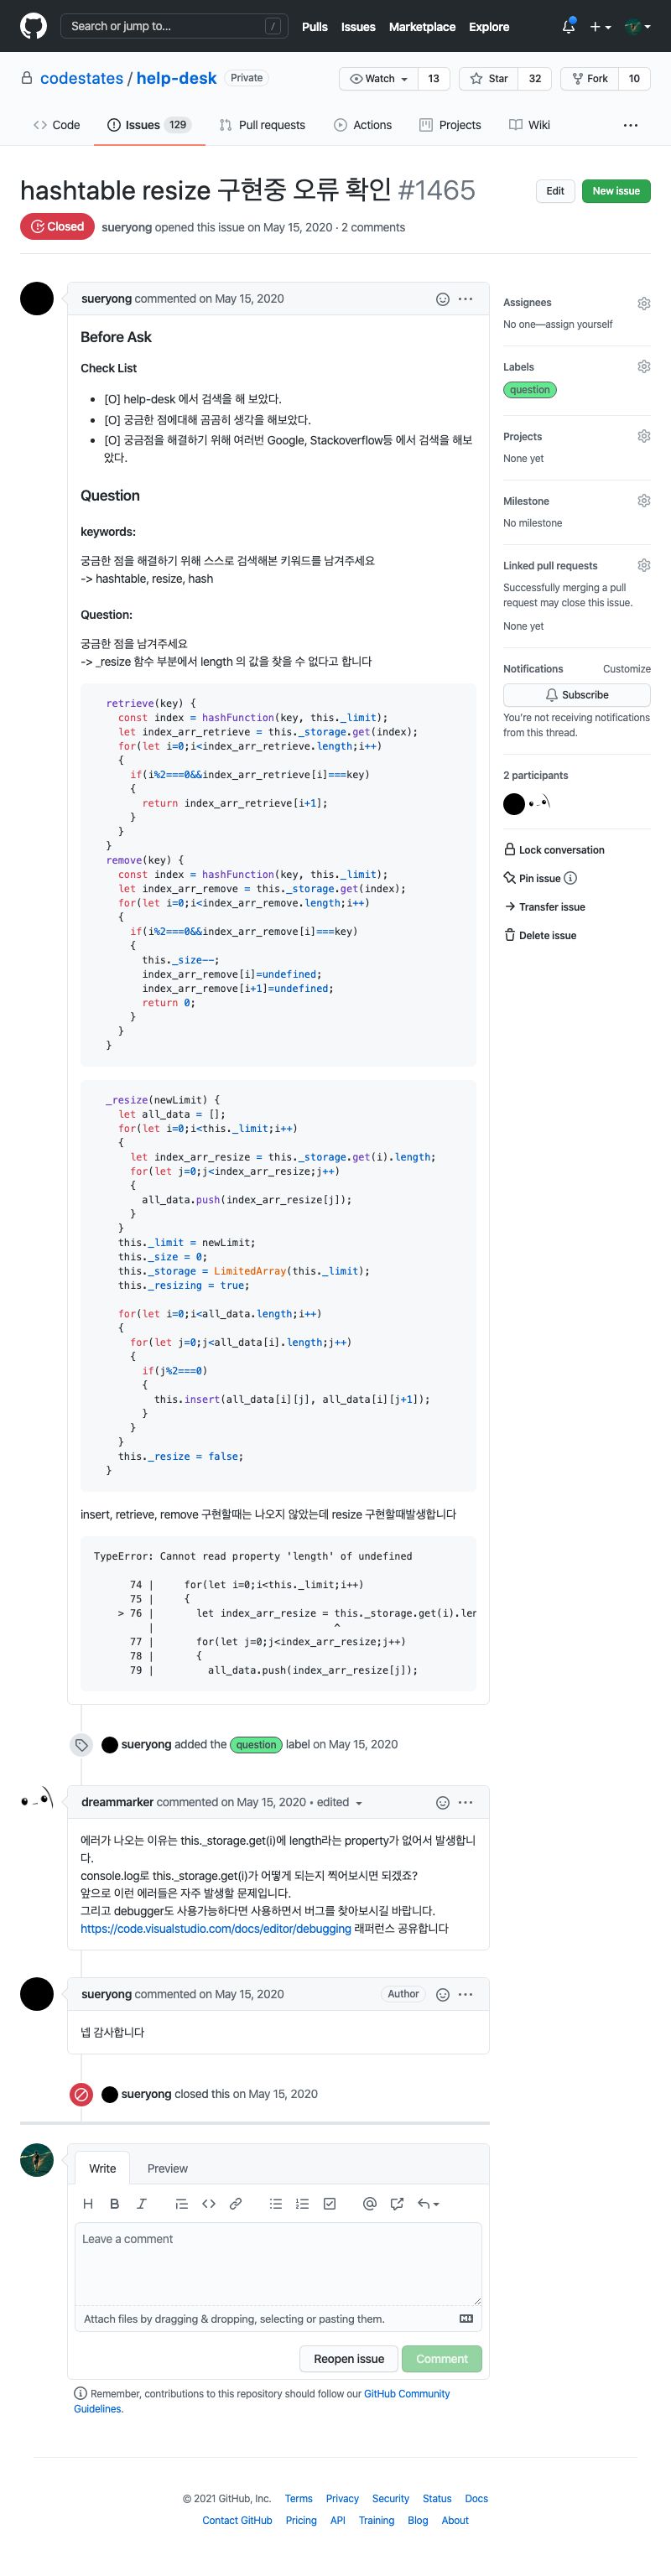 Search or jump to... /
Pulls Issues Marketplace Explore
codestates / help-desk Private
Watch 13 Star 32 Fork 10
Code Issues 129 Pull requests Actions Projects Wiki ...
hashtable resize 구현중 오류 확인 #1465
Edit New issue
Closed sueryong opened this issue on May 15, 2020 · 2 comments
sueryong commented on May 15, 2020
Before Ask
Check List
[O] help-desk 에서 검색을 해 보았다.
[O] 궁금한 점에대해 곰곰히 생각을 해보았다.
[O] 궁금점을 해결하기 위해 여러번 Google, Stackoverflow등 에서 검색을 해보
았다.
Question
keywords:
궁금한 점을 해결하기 위해 스스로 검색해본 키워드를 남겨주세요
-> hashtable, resize, hash
Question:
궁금한 점을 남겨주세요
-> _resize 함수 부분에서 length 의 값을 찾을 수 없다고 합니다
retrieve(key) {
const index = hashFunction(key, this._limit);
let index_arr_retrieve = this._storage.get(index);
for(let i=0;i<index_arr_retrieve.length;i++)
{
if(i%2===0&&index_arr_retrieve[i]===key)
{
return index_arr_retrieve[i+1];
}
}
}
remove(key) {
const index = hashFunction(key, this._limit);
let index_arr_remove = this._storage.get(index);
for(let i=0;i<index_arr_remove.length;i++)
{
if(i%2===0&&index_arr_remove[i]===key)
{
this._size--;
index_arr_remove[i]=undefined;
index_arr_remove[i+1]=undefined;
return 0;
}
}
}
_resize(newLimit) {
let all_data = [];
for(let i=0;i<this._limit;i++)
{
let index_arr_resize = this._storage.get(i).length;
for(let j=0;j<index_arr_resize;j++)
{
all_data.push(index_arr_resize[j]);
}
}
this._limit = newLimit;
this._size = 0;
this._storage = LimitedArray(this._limit);
this._resizing = true;
for(let i=0;i<all_data.length;i++)
{
for(let j=0;j<all_data[i].length;j++)
{
if(j%2===0)
{
this.insert(all_data[i][j], all_data[i][j+1]);
}
}
}
this._resize = false;
}
insert, retrieve, remove 구현할때는 나오지 않았는데 resize 구현할때발생합니다
TypeError: Cannot read property 'length' of undefined
74 | for(let i=0;i<this._limit;i++)
75 | {
> 76 | let index_arr_resize = this._storage.get(i).len
| ^
77 | for(let j=0;j<index_arr_resize;j++)
78 | {
79 | all_data.push(index_arr_resize[j]);
sueryong added the question label on May 15, 2020
dreammarker commented on May 15, 2020 • edited
에러가 나오는 이유는 this._storage.get(i)에 length라는 property가 없어서 발생합니
다.
console.log로 this._storage.get(i)가 어떻게 되는지 찍어보시면 되겠죠?
앞으로 이런 에러들은 자주 발생할 문제입니다.
그리고 debugger도 사용가능하다면 사용하면서 버그를 찾아보시길 바랍니다.
https://code.visualstudio.com/docs/editor/debugging 래퍼런스 공유합니다
sueryong commented on May 15, 2020 Author
넵 감사합니다
sueryong closed this on May 15, 2020
Write Preview
Leave a comment
Attach files by dragging & dropping, selecting or pasting them.
Reopen issue Comment
Remember, contributions to this repository should follow our GitHub Community
Guidelines.
Assignees
No one—assign yourself
Labels
question
Projects
None yet
Milestone
No milestone
Linked pull requests
Successfully merging a pull
request may close this issue.
None yet
Notifications Customize
Subscribe
You're not receiving notifications
from this thread.
2 participants
Lock conversation
Pin issue
Transfer issue
Delete issue
© 2021 GitHub, Inc. Terms Privacy Security Status Docs
Contact GitHub Pricing API Training Blog About